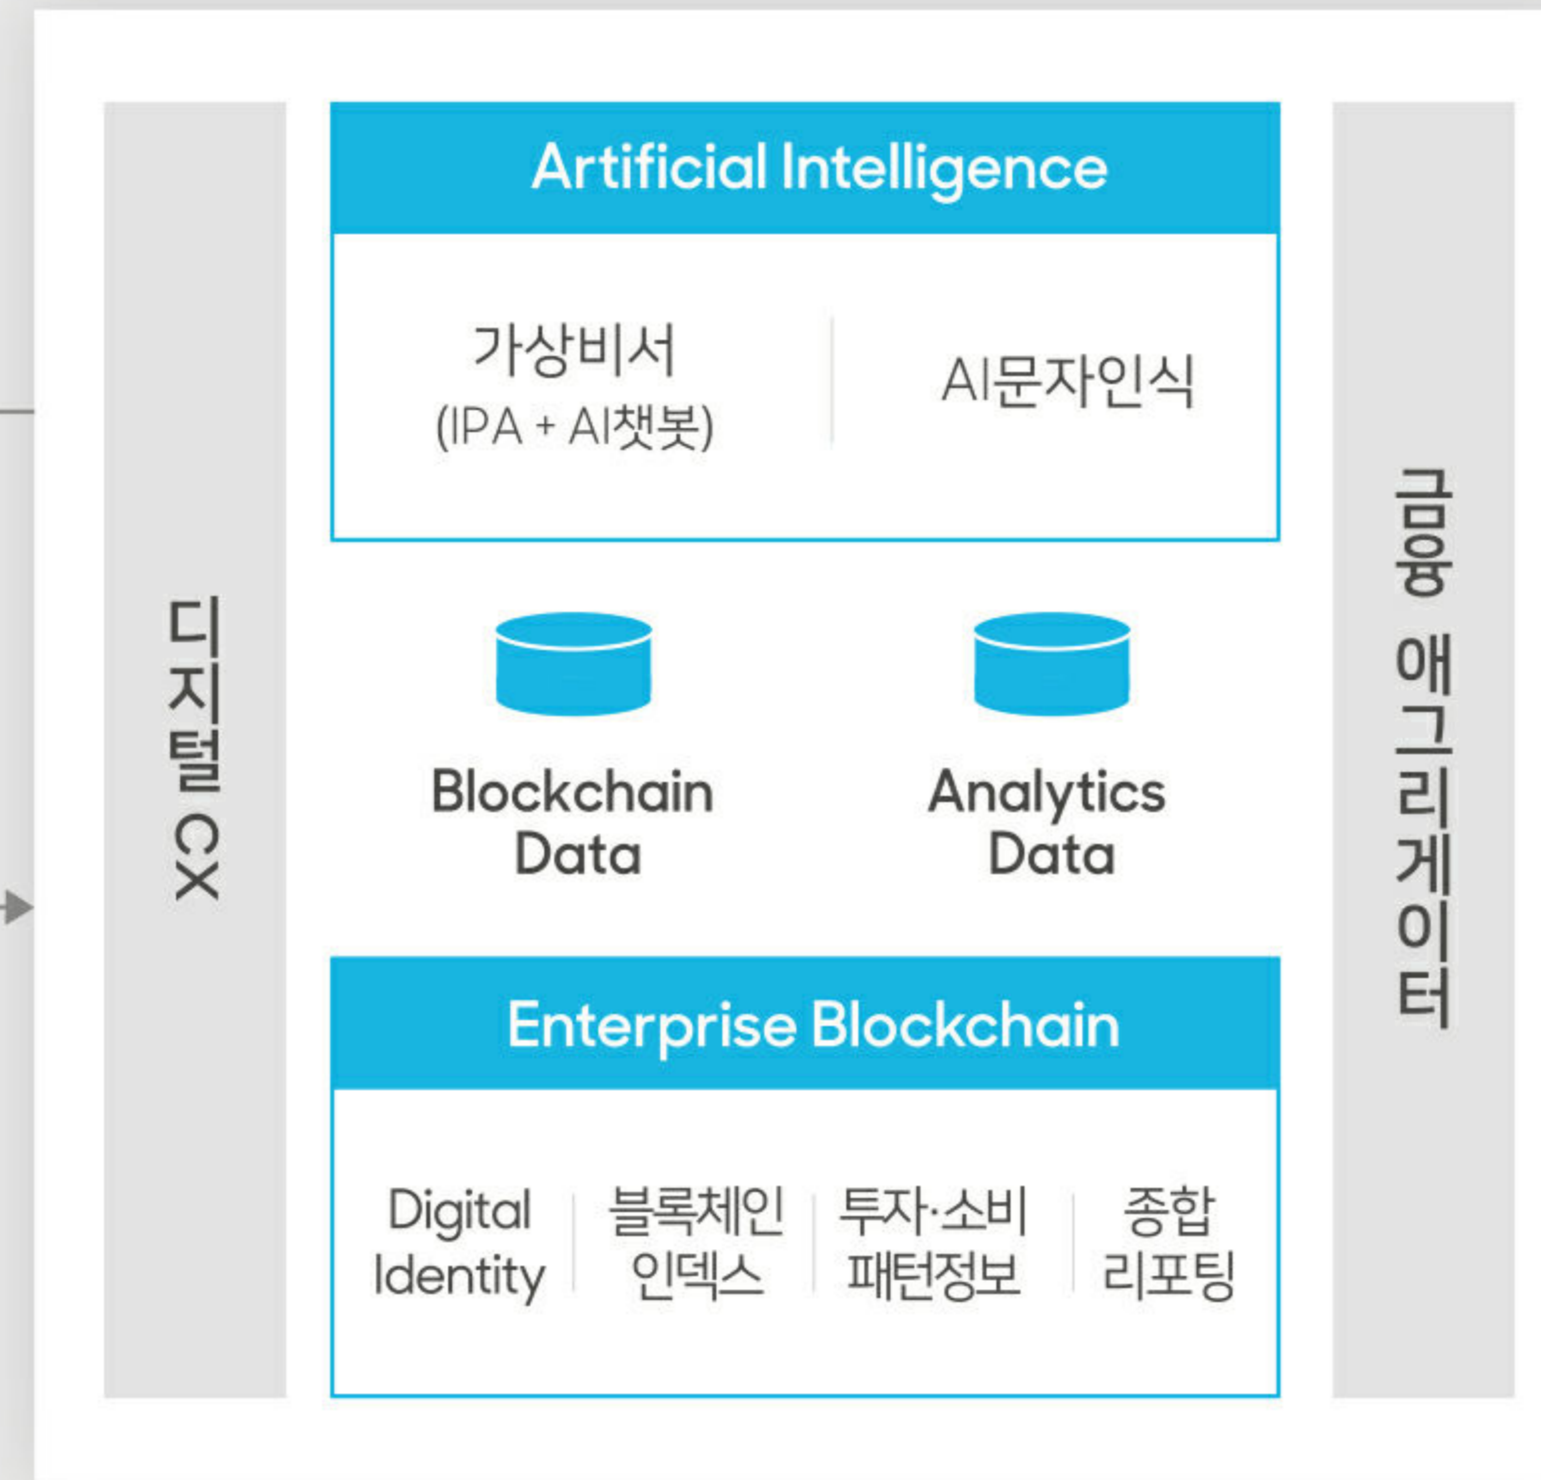 디지털 CX
Artificial Intelligence
가상비서
(IPA + AI챗봇)
AI문자인식
Blockchain
Data
Analytics
Data
Enterprise Blockchain
Digital
Identity
블록체인
인덱스
투자·소비
패턴정보
종합
리포팅
금융 애그리게이터